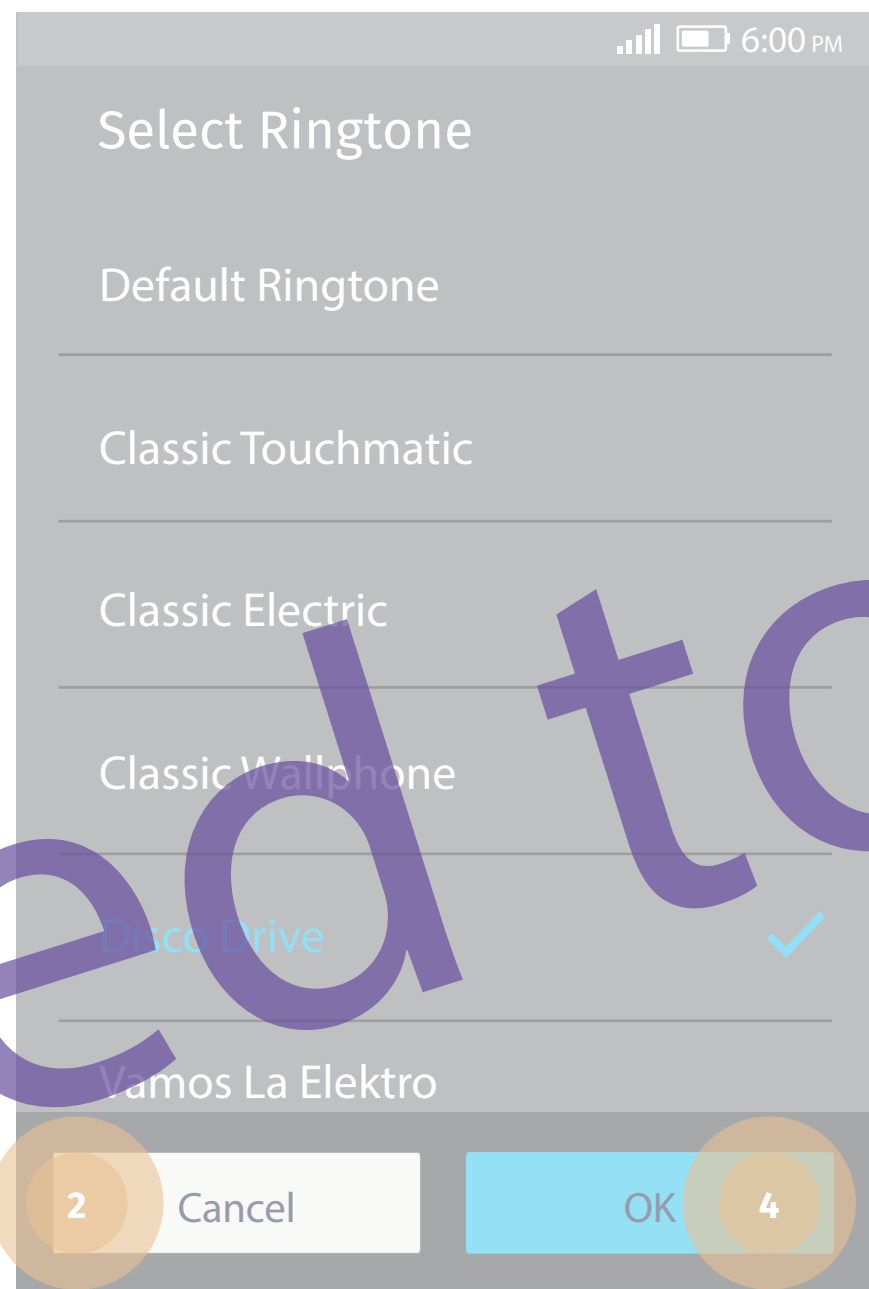 6:00 PM
Select Ringtone
Default Ringtone
Classic Touchmatic
Classic Electric
Classic Wallphone
Disco Drive
Vamos La Elektro
ed to
2 Cancel
OK 4